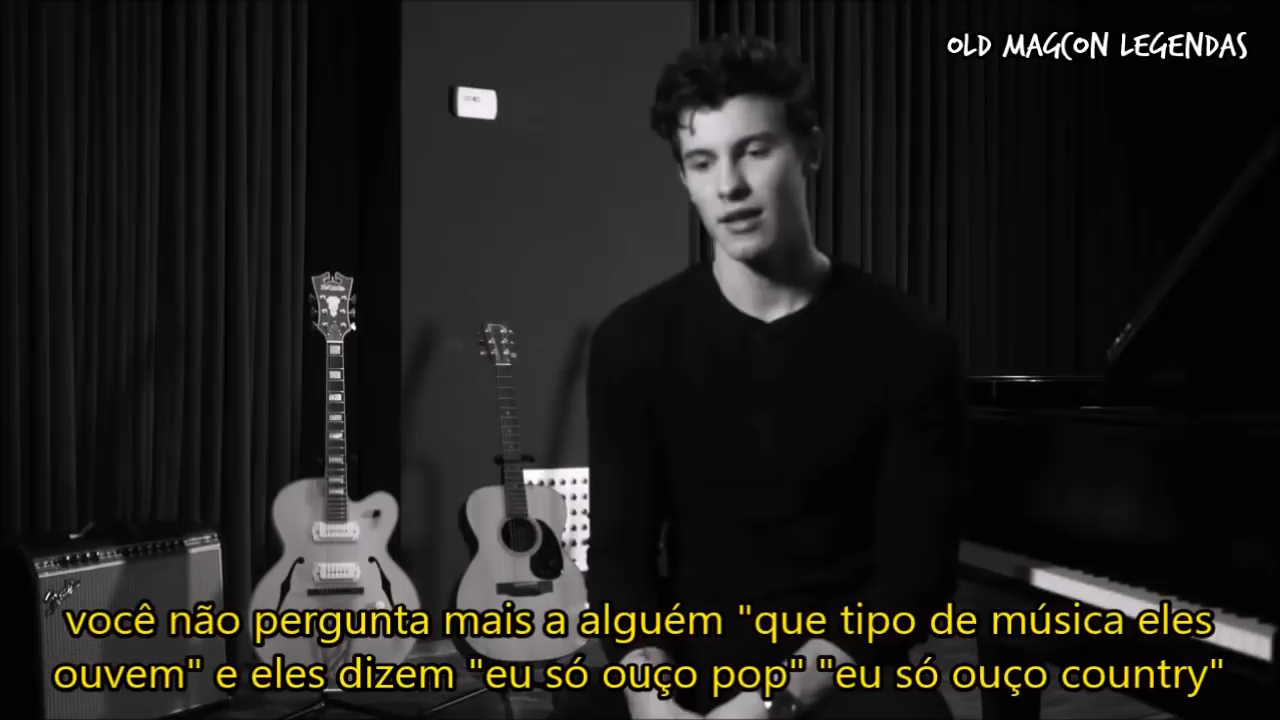 OLD MAGCON LEGENDAS
você não pergunta mais a alguém "que tipo de música eles
ouvem" e eles dizem "eu só ouço pop" "eu só ouço country"